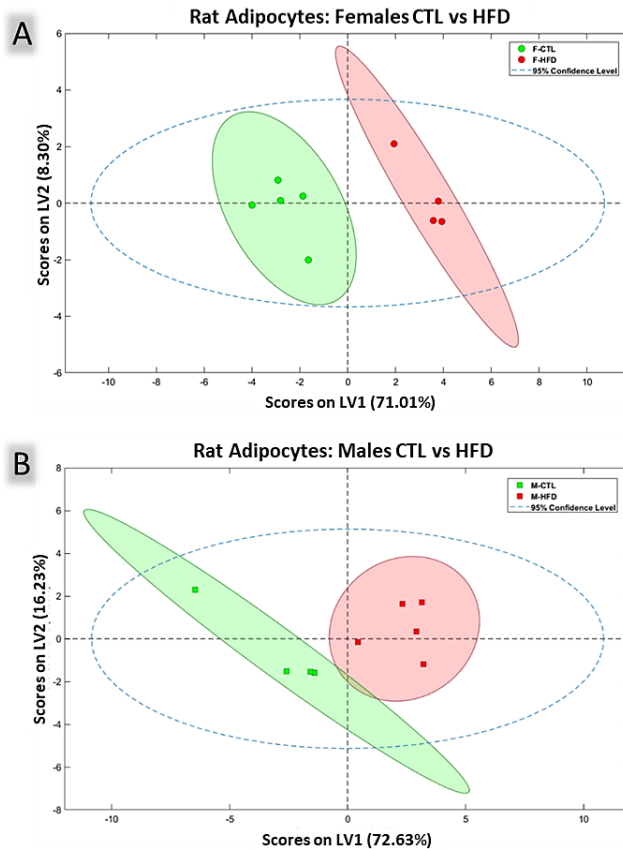 A
Rat Adipocytes: Females CTL vs HFD
F-CTL
F-HFD
95% Confidence Level
Scores on LV2 (8.30%)
6
4
2
0
-2
-4
-6
-10
-8
-6
-4
-2
0
2
4
6
8
10
Scores on LV1 (71.01%)
B
Rat Adipocytes: Males CTL vs HFD
M-CTL
M-HFD
95% Confidence Level
Scores on LV2 (16.23%)
8
6
4
2
0
-2
-4
-6
-8
-10
-5
0
5
10
Scores on LV1 (72.63%)